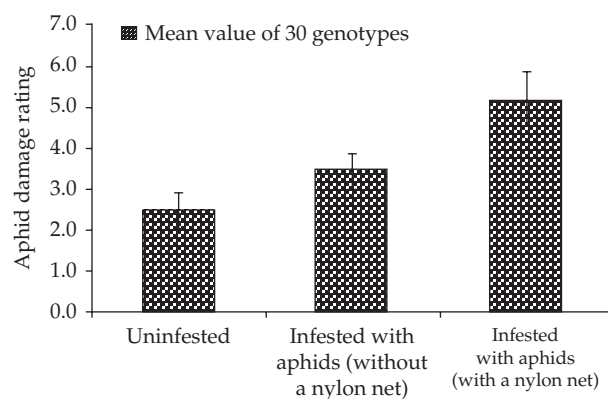 Aphid damage rating
7.0
6.0
5.0
4.0
3.0
2.0
1.0
0.0
Mean value of 30 genotypes
Uninfested
Infested with
aphids (without
a nylon net)
Infested
with aphids
(with a nylon net)